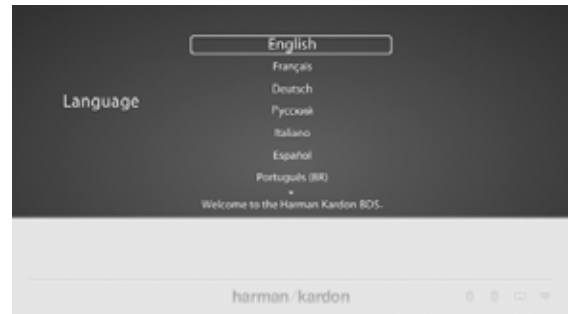 English
Français
Deutsch
Language
Русский
Italiano
Español
Português (BR)
Welcome to the Harman Kardon BDS.
harman/kardon